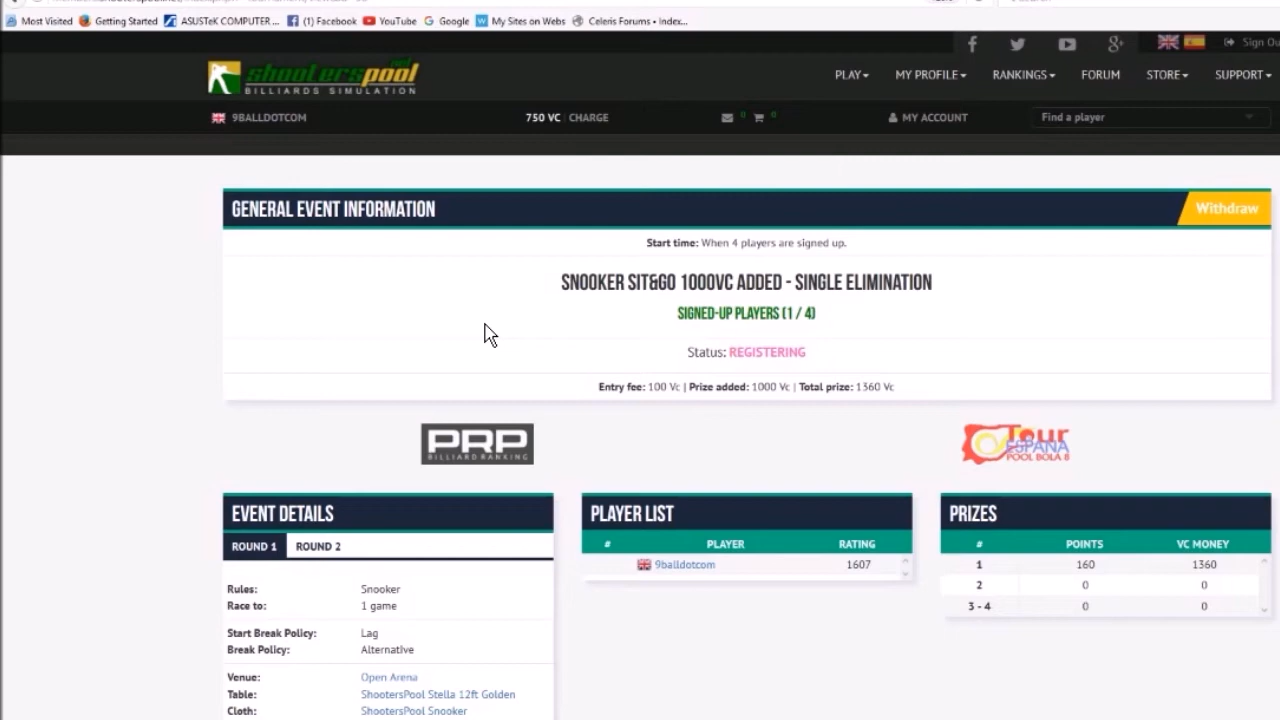 Most Visited Getting Started ASUSTeK COMPUTER ... (1) Facebook YouTube Google My Sites on Webs Celeris Forums • Index...
Sign Ou
shooterspool
BILLIARDS SIMULATION
PLAY MY PROFILE RANKINGS FORUM STORE SUPPORT
9BALLDOTCOM 750 VC | CHARGE 0 0 MY ACCOUNT Find a player
GENERAL EVENT INFORMATION Withdraw
Start time: When 4 players are signed up.
SNOOKER SIT&GO 1000VC ADDED - SINGLE ELIMINATION
SIGNED-UP PLAYERS (1 / 4)
Status: REGISTERING
Entry fee: 100 Vc | Prize added: 1000 Vc | Total prize: 1360 Vc
PRP
BILLIARD RANKING
Tour
ESPAÑA
POOL BOLA 8
EVENT DETAILS
ROUND 1 ROUND 2
Rules: Snooker
Race to: 1 game
Start Break Policy: Lag
Break Policy: Alternative
Venue: Open Arena
Table: ShootersPool Stella 12ft Golden
Cloth: ShootersPool Snooker
PLAYER LIST
# PLAYER RATING
9balldotcom 1607
PRIZES
# POINTS VC MONEY
1 160 1360
2 0 0
3 - 4 0 0